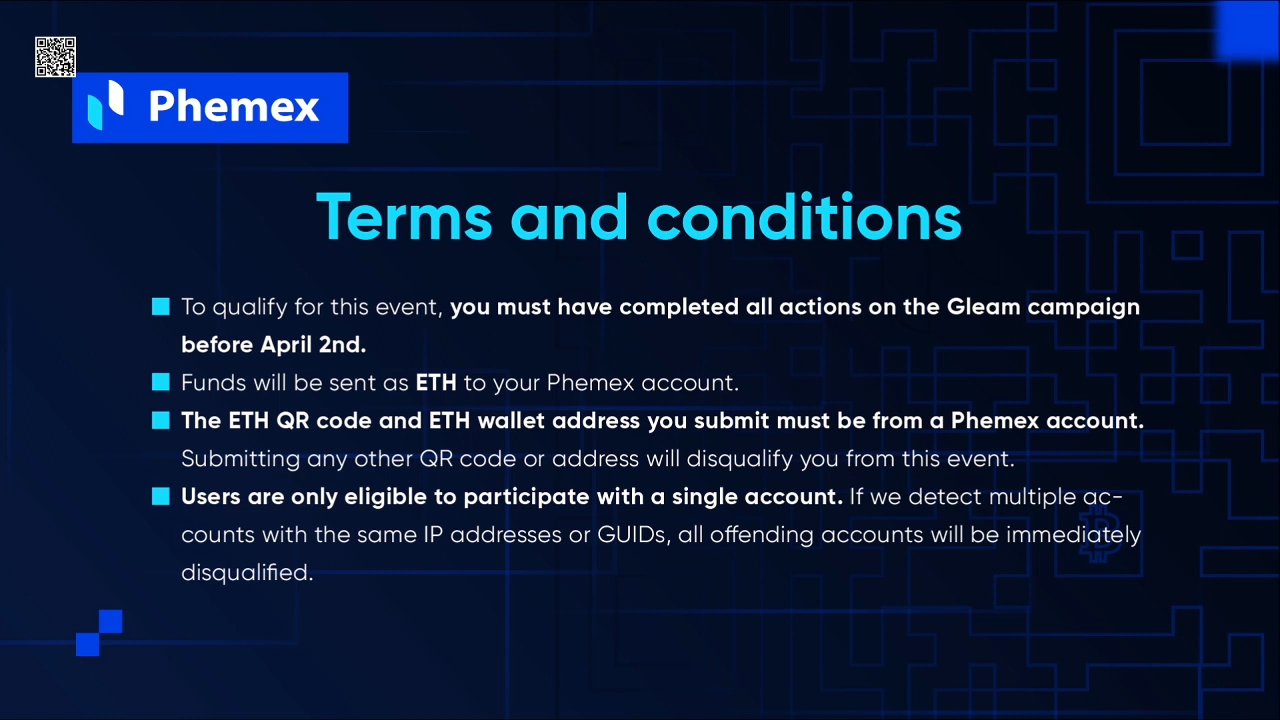 Phemex
Terms and conditions
To qualify for this event, you must have completed all actions on the Gleam campaign
before April 2nd.
Funds will be sent as ETH to your Phemex account.
The ETH QR code and ETH wallet address you submit must be from a Phemex account.
Submitting any other QR code or address will disqualify you from this event.
Users are only eligible to participate with a single account. If we detect multiple ac-
counts with the same IP addresses or GUIDs, all offending accounts will be immediately
disqualified.